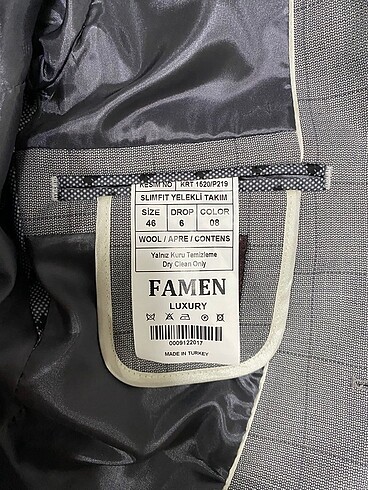 KESİM NO KRT 1520/P219
SLIMFIT YELEKLİ TAKIM
SIZE DROP COLOR
46 6 08
WOOL / APRE / CONTENS
Yalnız Kuru Temizleme
Dry Clean Only
FAMEN
LUXURY
0009122017
MADE IN TURKEY